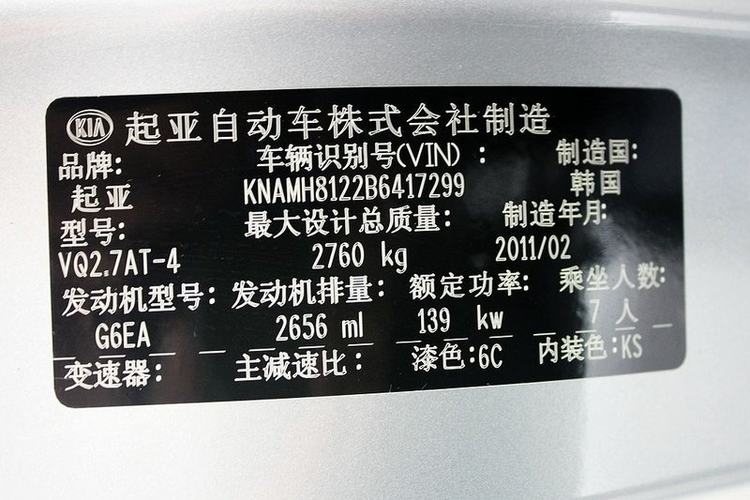 KIA 起亚自动车株式会社制造
品牌: 车辆识别号(VIN) : 制造国:
起亚 KNAMH8122B6417299 韩国
型号: 最大设计总质量: 制造年月:
VQ2.7AT-4 2760 kg 2011/02
发动机型号: 发动机排量: 额定功率: 乘坐人数:
G6EA 2656 ml 139 kw 7 人
变速器: 主减速比: 漆色:6C 内装色:KS